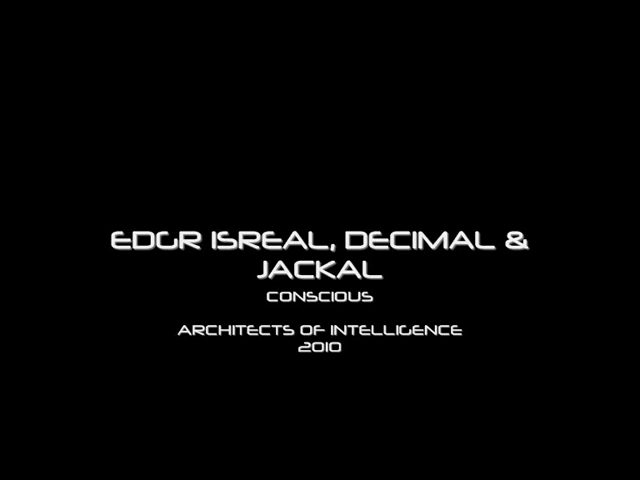 EDGR ISREAL, DECIMAL &
JACKAL
CONSCIOUS
ARCHITECTS OF INTELLIGENCE
2010